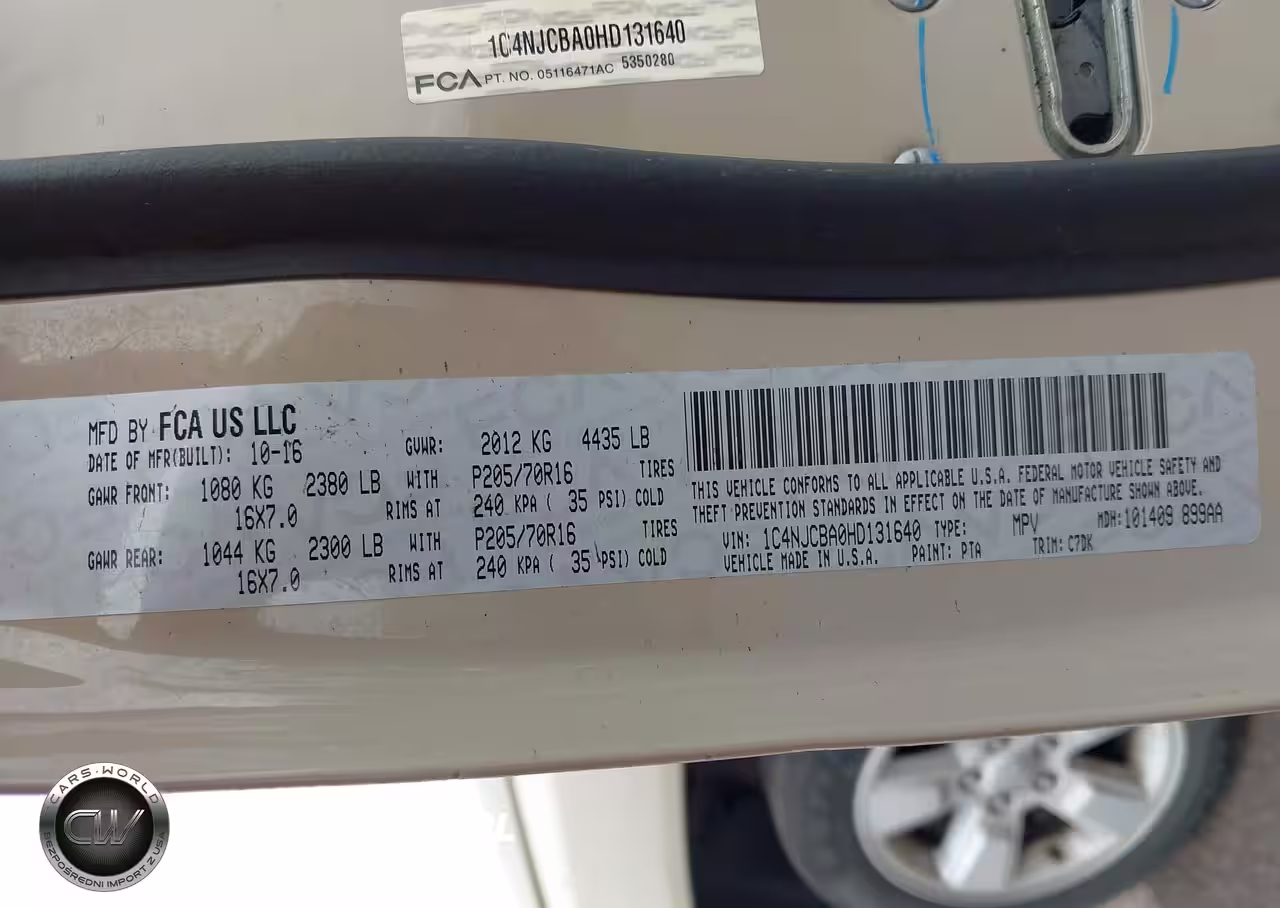 1C4NJCBA0HD131640
FCA PT. NO. 05116471AC 5350280
MFD BY FCA US LLC
DATE OF MFR(BUILT): 10-16
GVWR: 2012 KG 4435 LB
GAWR FRONT: 1080 KG 2380 LB WITH P205/70R16 TIRES
16X7.0 RIMS AT 240 KPA ( 35 PSI) COLD
GAWR REAR: 1044 KG 2300 LB WITH P205/70R16 TIRES
16X7.0 RIMS AT 240 KPA ( 35 PSI) COLD
THIS VEHICLE CONFORMS TO ALL APPLICABLE U.S.A. FEDERAL MOTOR VEHICLE SAFETY AND
THEFT PREVENTION STANDARDS IN EFFECT ON THE DATE OF MANUFACTURE SHOWN ABOVE.
VIN: 1C4NJCBA0HD131640 TYPE: MPV MDH:101409 899AA
VEHICLE MADE IN U.S.A. PAINT: PTA TRIM: C7DK
CARS-WORLD
CW
BEZPOŚREDNI IMPORT Z USA